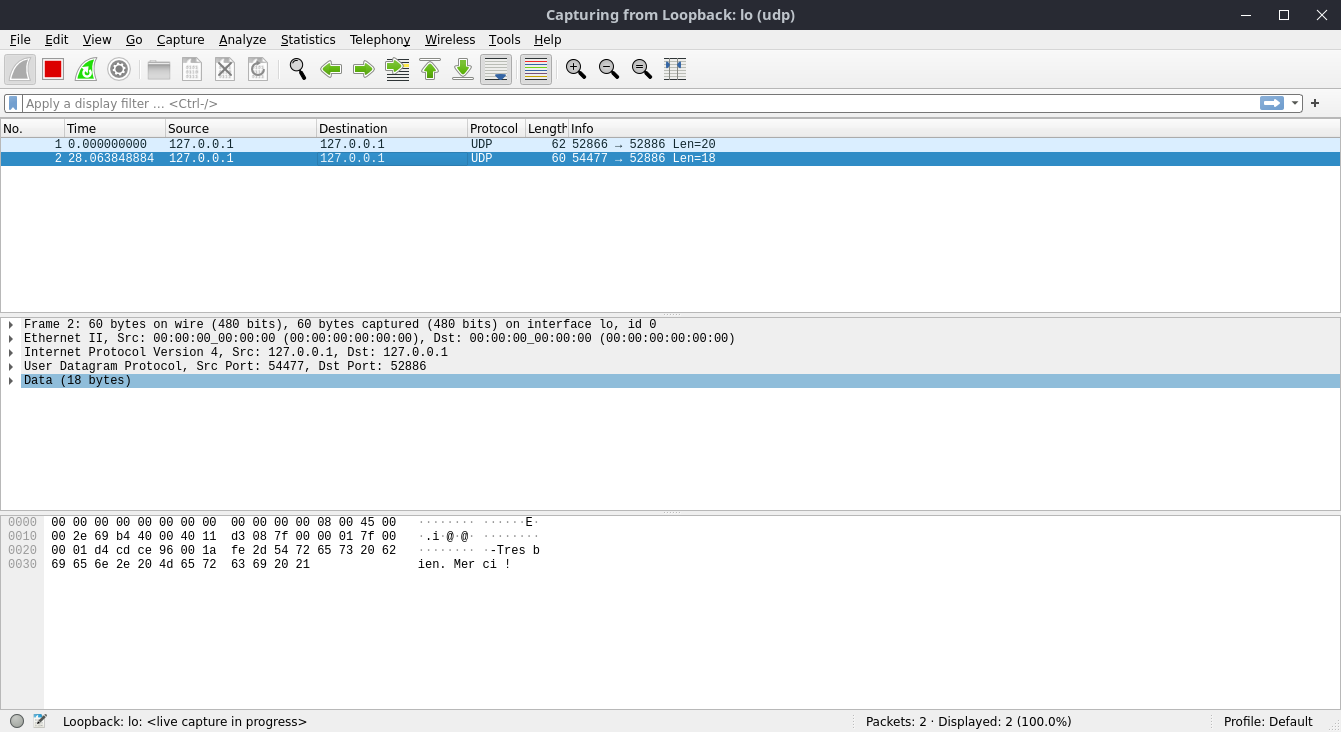 Capturing from Loopback: lo (udp)
File Edit View Go Capture Analyze Statistics Telephony Wireless Tools Help
Apply a display filter ... <Ctrl-/>
No. Time Source Destination Protocol Length Info
1 0.000000000 127.0.0.1 127.0.0.1 UDP 62 52866 → 52886 Len=20
2 28.063848884 127.0.0.1 127.0.0.1 UDP 60 54477 → 52886 Len=18
Frame 2: 60 bytes on wire (480 bits), 60 bytes captured (480 bits) on interface lo, id 0
Ethernet II, Src: 00:00:00_00:00:00 (00:00:00:00:00:00), Dst: 00:00:00_00:00:00 (00:00:00:00:00:00)
Internet Protocol Version 4, Src: 127.0.0.1, Dst: 127.0.0.1
User Datagram Protocol, Src Port: 54477, Dst Port: 52886
Data (18 bytes)
0000 00 00 00 00 00 00 00 00 00 00 00 00 08 00 45 00 ········ ······E·
0010 00 2e 69 b4 40 00 40 11 d3 08 7f 00 00 01 7f 00 ·.i·@·@· ········
0020 00 01 d4 cd ce 96 00 1a fe 2d 54 72 65 73 20 62 ········ ·-Tres b
0030 69 65 6e 2e 20 4d 65 72 63 69 20 21 ien. Mer ci !
Loopback: lo: <live capture in progress>
Packets: 2 · Displayed: 2 (100.0%)
Profile: Default